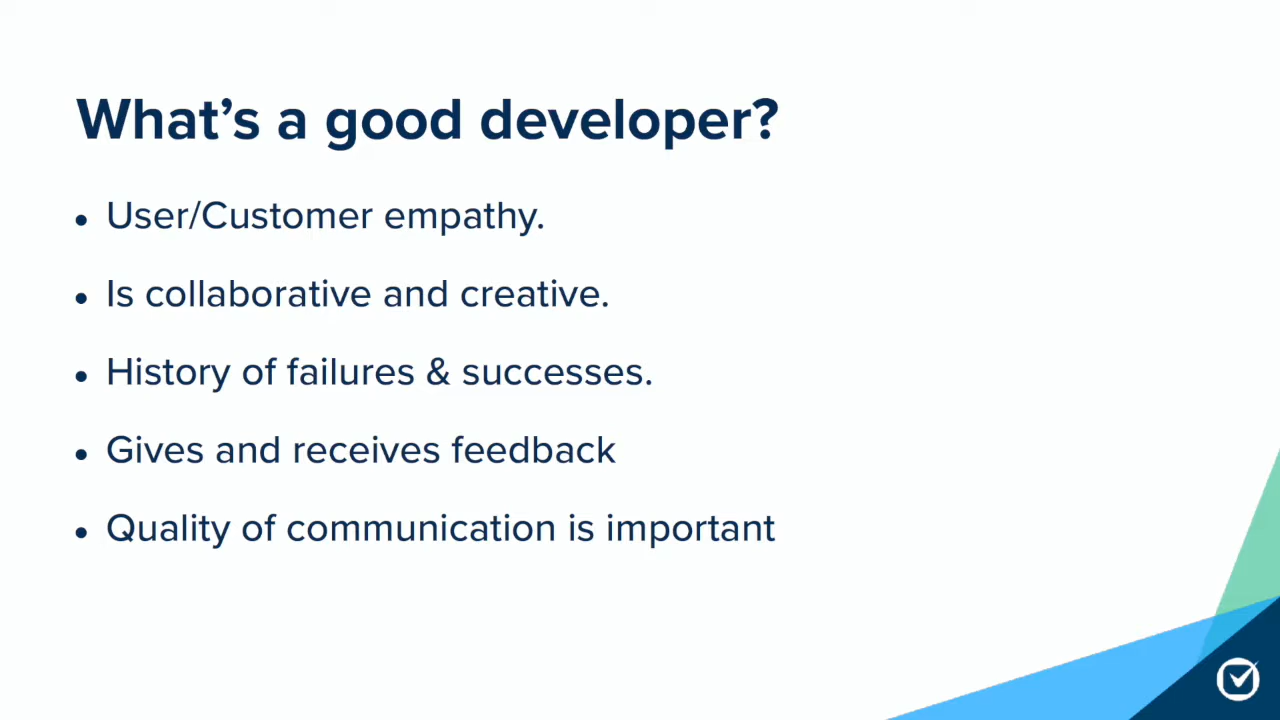 What’s a good developer?
• User/Customer empathy.
• Is collaborative and creative.
• History of failures & successes.
• Gives and receives feedback
• Quality of communication is important